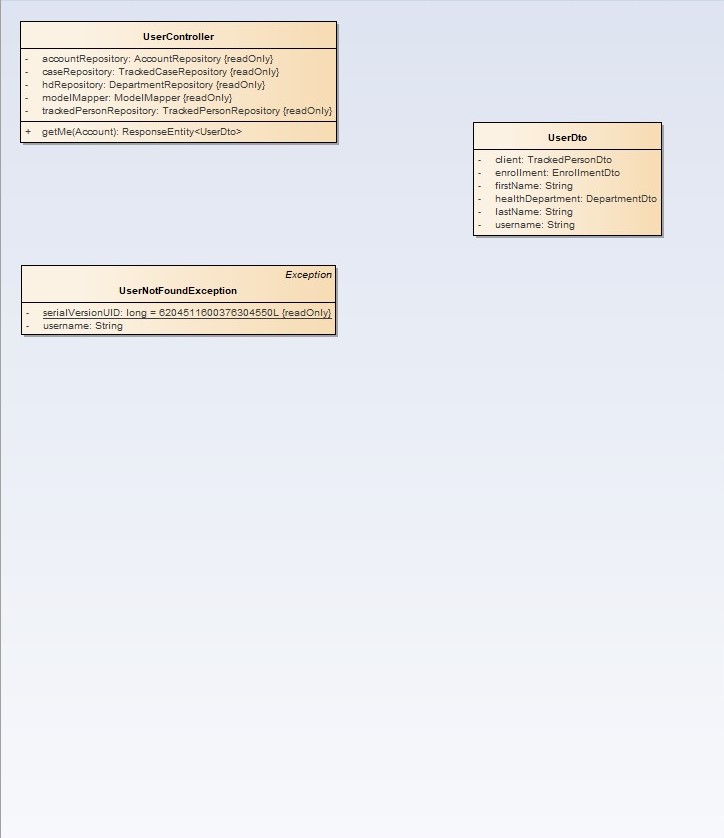 UserController
- accountRepository: AccountRepository {readOnly}
- caseRepository: TrackedCaseRepository {readOnly}
- hdRepository: DepartmentRepository {readOnly}
- modelMapper: ModelMapper {readOnly}
- trackedPersonRepository: TrackedPersonRepository {readOnly}
+ getMe(Account): ResponseEntity<UserDto>
UserDto
- client: TrackedPersonDto
- enrollment: EnrollmentDto
- firstName: String
- healthDepartment: DepartmentDto
- lastName: String
- username: String
Exception
UserNotFoundException
- serialVersionUID: long = 6204511600376304550L {readOnly}
- username: String